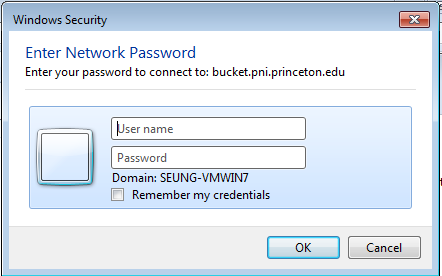 Windows Security
Enter Network Password
Enter your password to connect to: bucket.pni.princeton.edu
User name
Password
Domain: SEUNG-VMWIN7
Remember my credentials
OK
Cancel